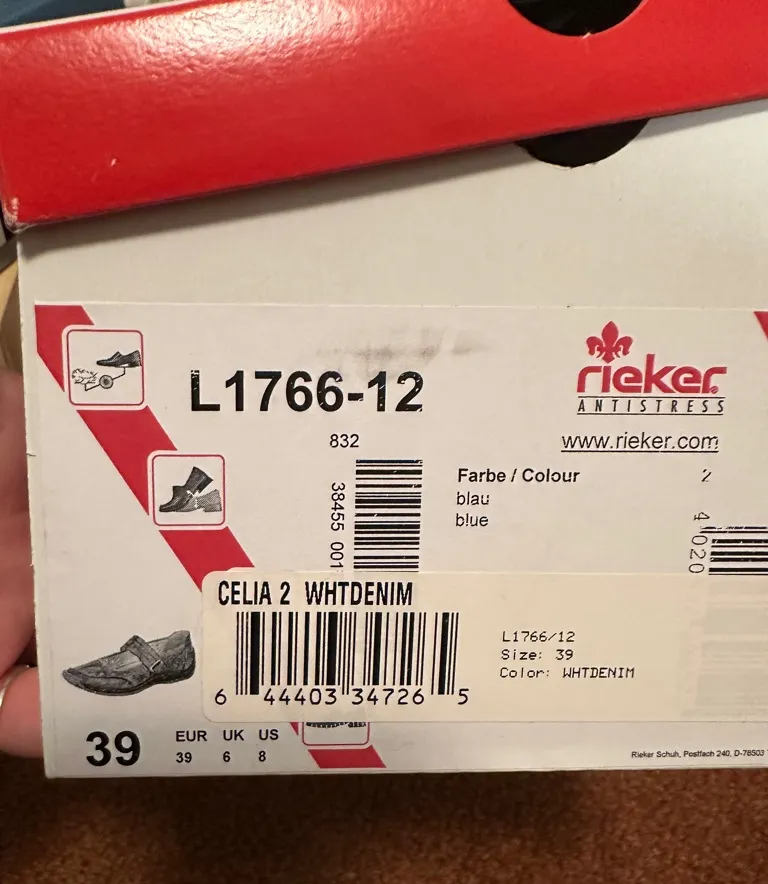 L1766-12
rieker
ANTISTRESS
832
www.rieker.com
38455 001
Farbe / Colour
2
blau
blue
4 020
CELIA 2 WHTDENIM
6 44403 34726 5
L1766/12
Size: 39
Color: WHTDENIM
39
EUR UK US
39 6 8
Rieker Schuh, Postfach 240, D-78503